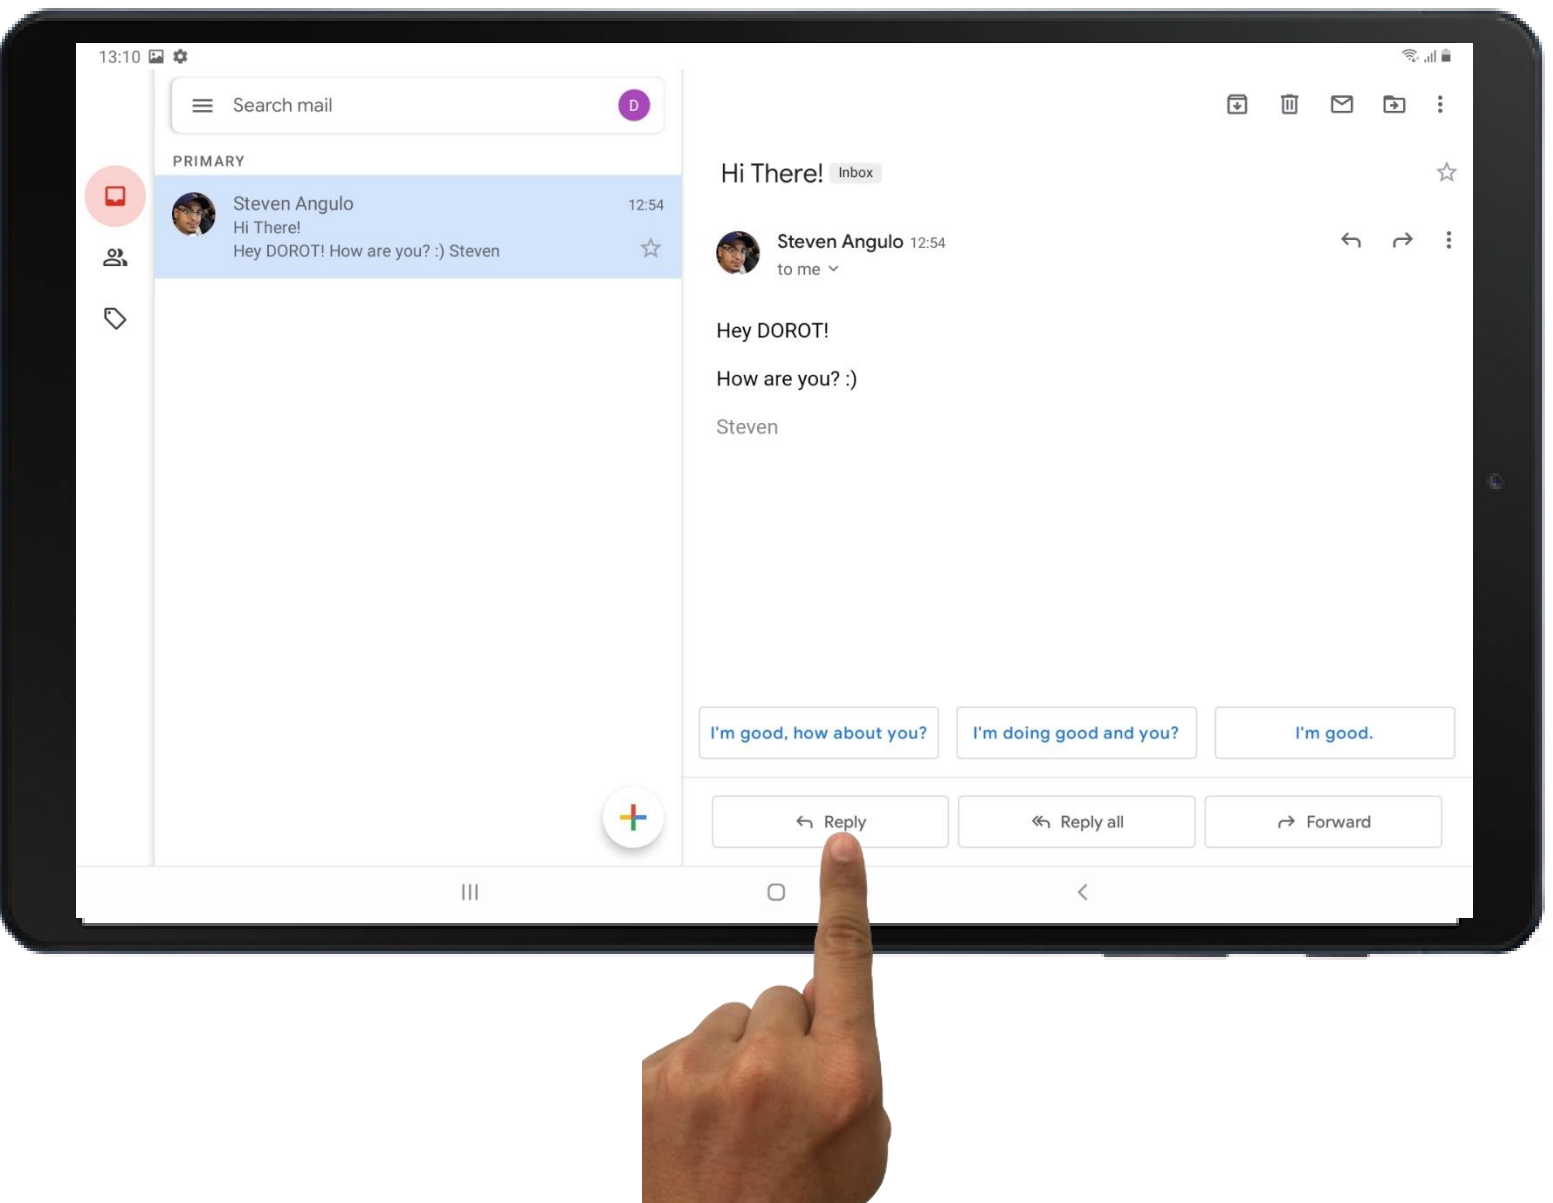 13:10
Search mail
D
PRIMARY
Steven Angulo 12:54
Hi There!
Hey DOROT! How are you? :) Steven
Hi There! Inbox
Steven Angulo 12:54
to me
Hey DOROT!
How are you? :)
Steven
I'm good, how about you? I'm doing good and you? I'm good.
Reply Reply all Forward